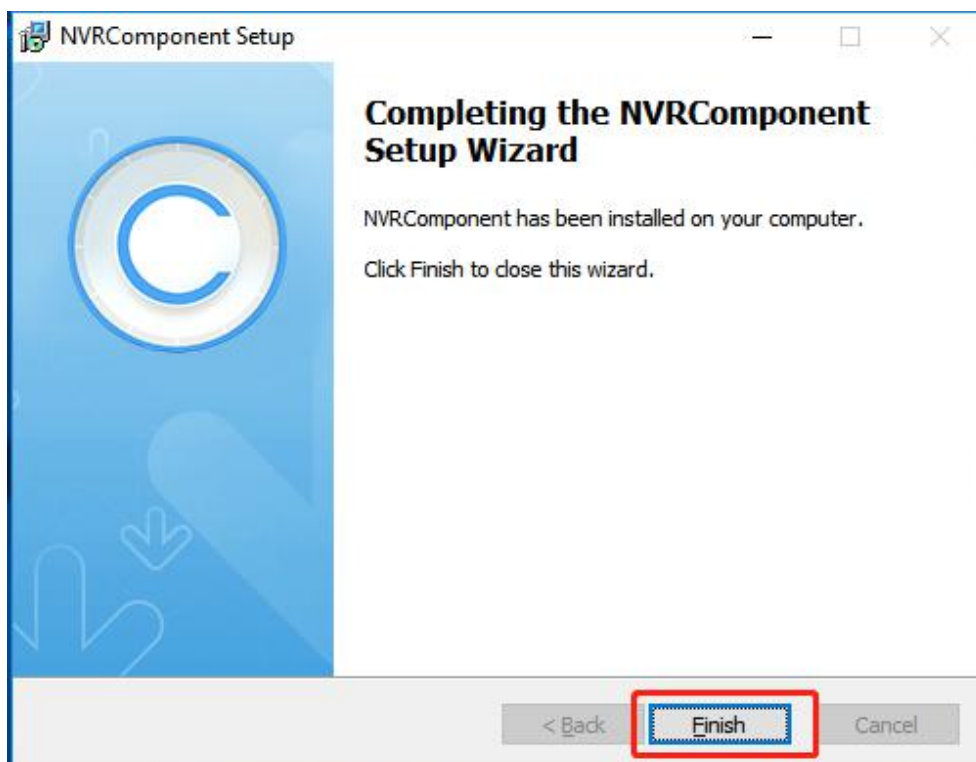 NVRComponent Setup
Completing the NVRComponent
Setup Wizard
NVRComponent has been installed on your computer.
Click Finish to close this wizard.
< Back
Finish
Cancel